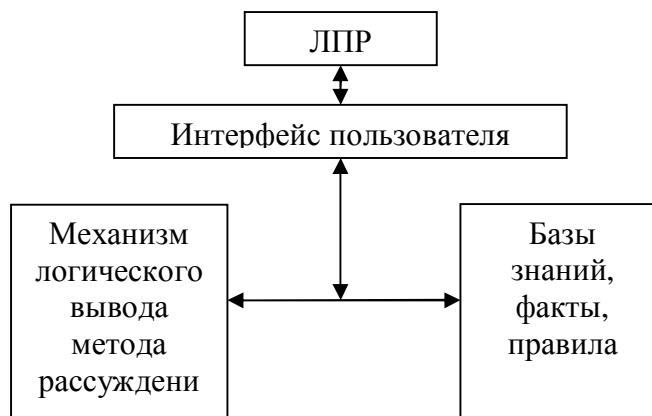 ЛПР
Интерфейс пользователя
Механизм
логического
вывода
метода
рассуждени
Базы
знаний,
факты,
правила